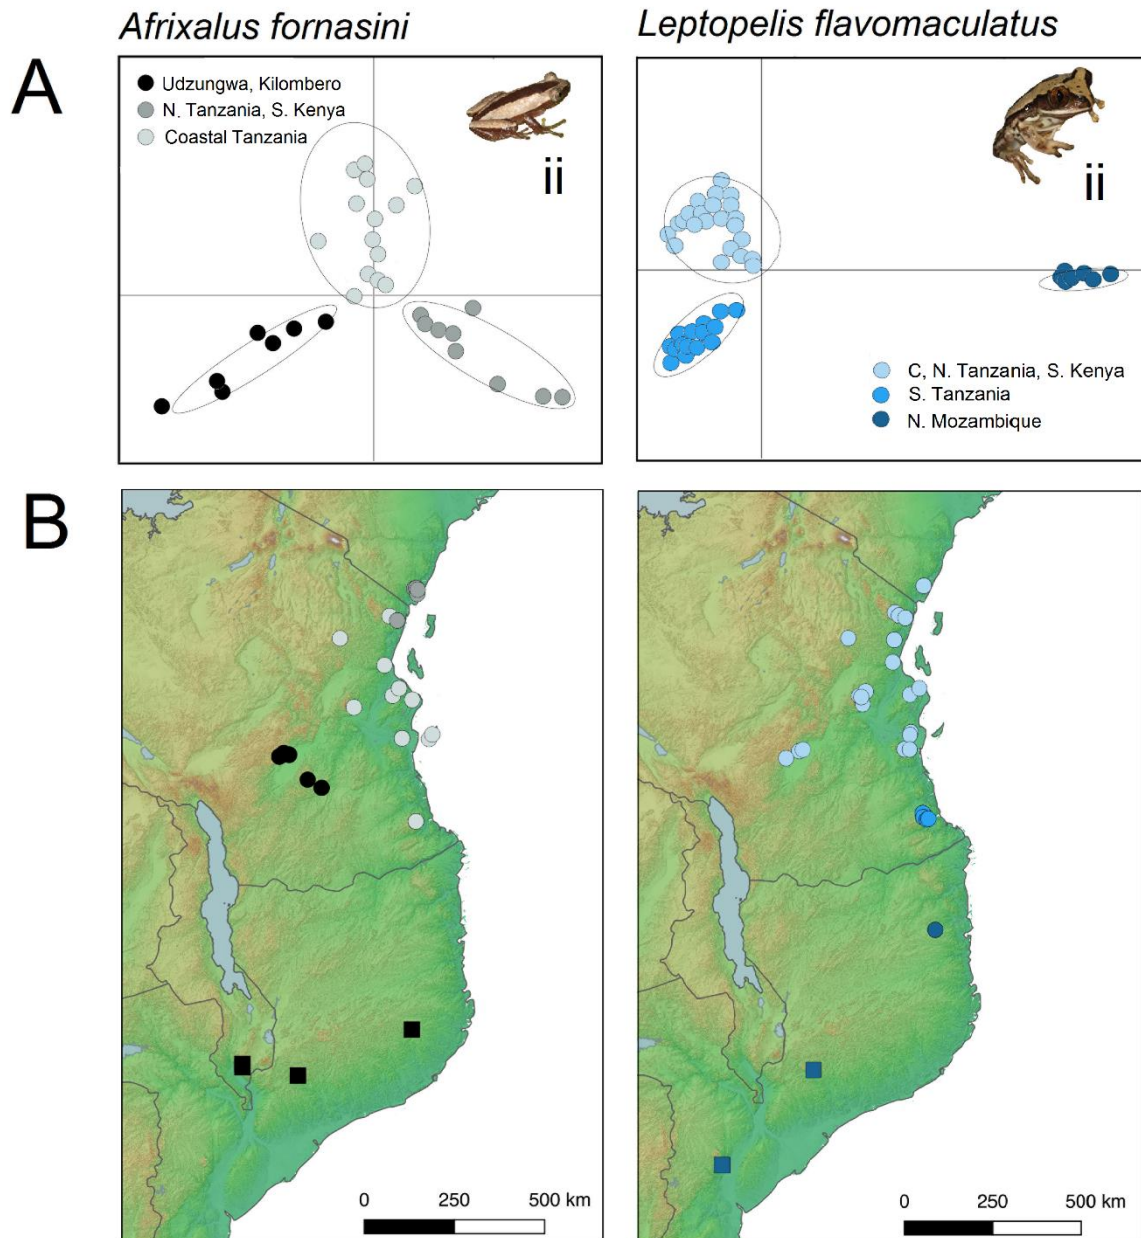 Afrixalus fornasini
Leptopelis flavomaculatus
A
Udzungwa, Kilombero
N. Tanzania, S. Kenya
Coastal Tanzania
ii
ii
C, N. Tanzania, S. Kenya
S. Tanzania
N. Mozambique
B
0 250 500 km
0 250 500 km